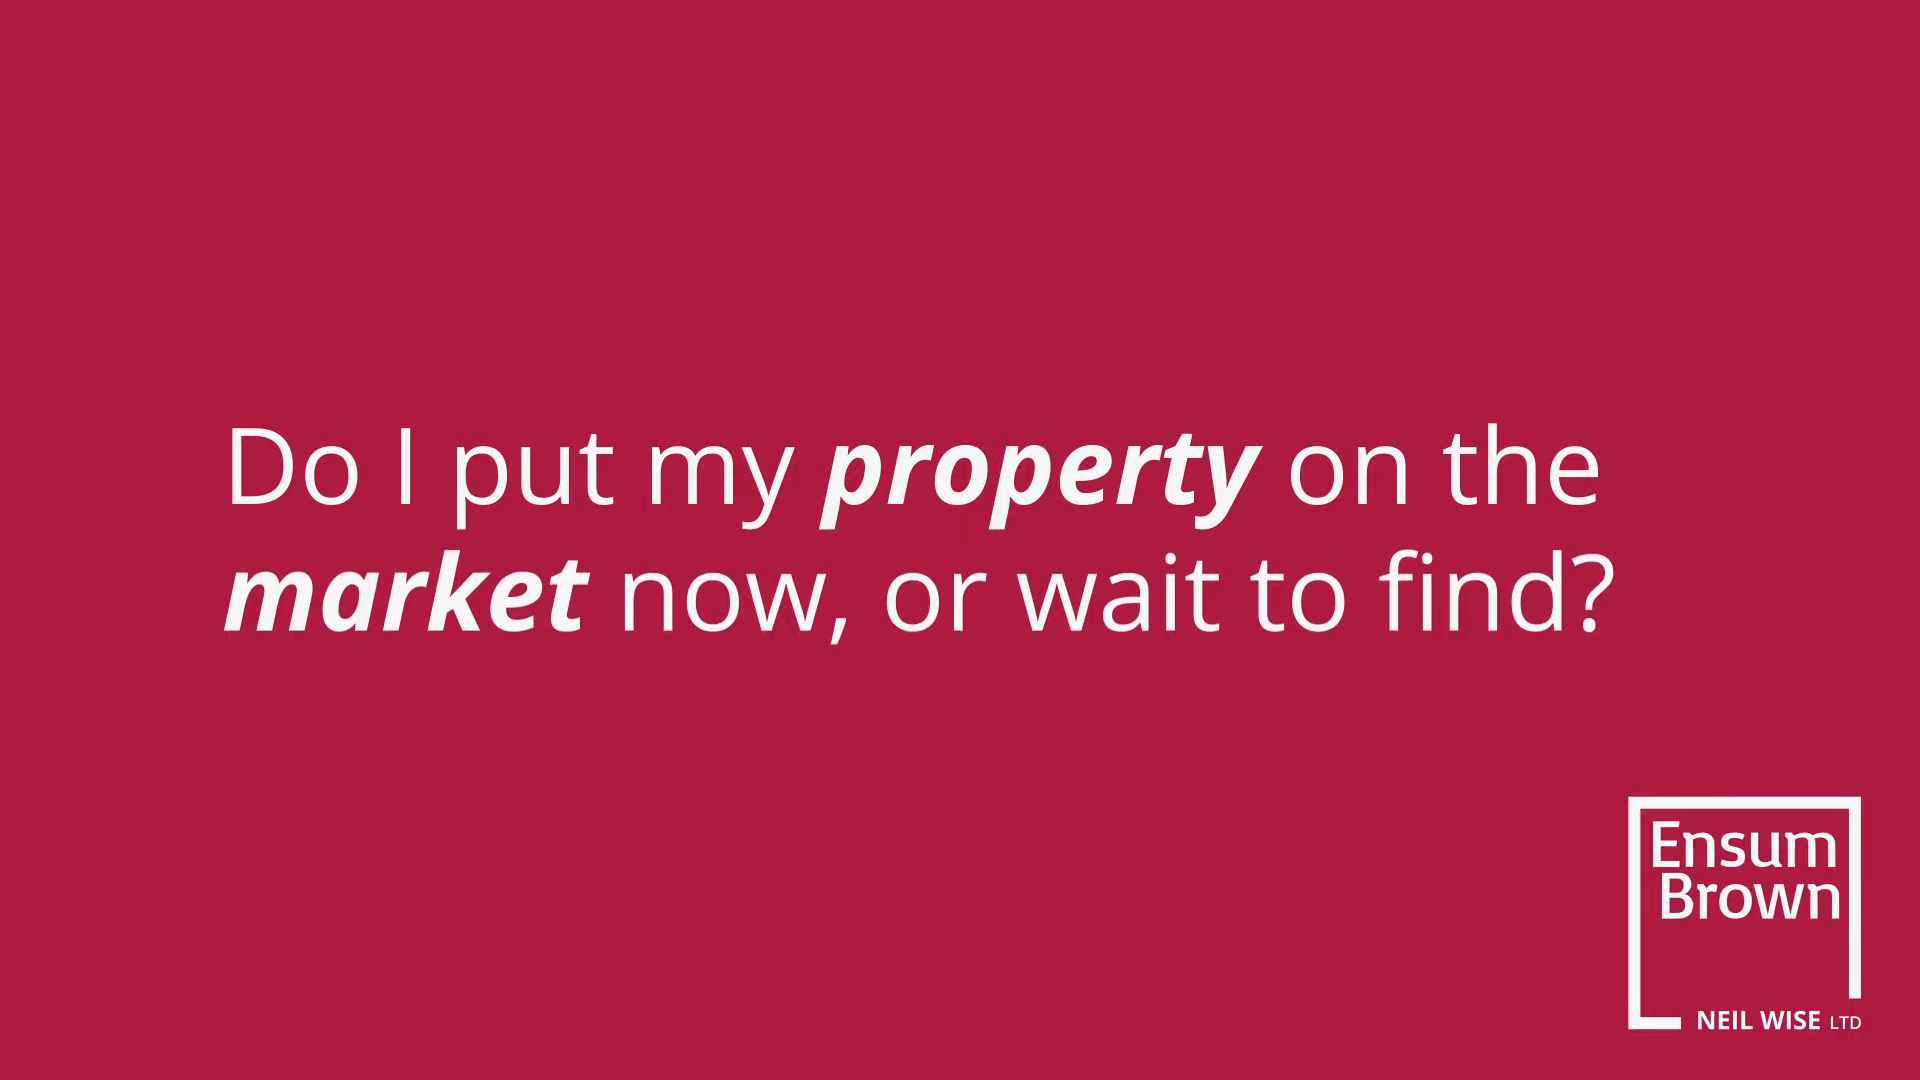 Do I put my property on the
market now, or wait to find?
Ensum
Brown
NEIL WISE LTD